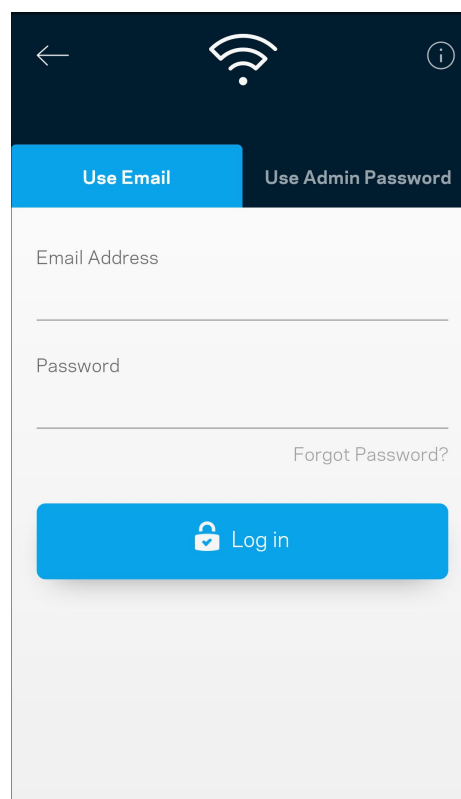 Use Email
Use Admin Password
Email Address
Password
Forgot Password?
Log in